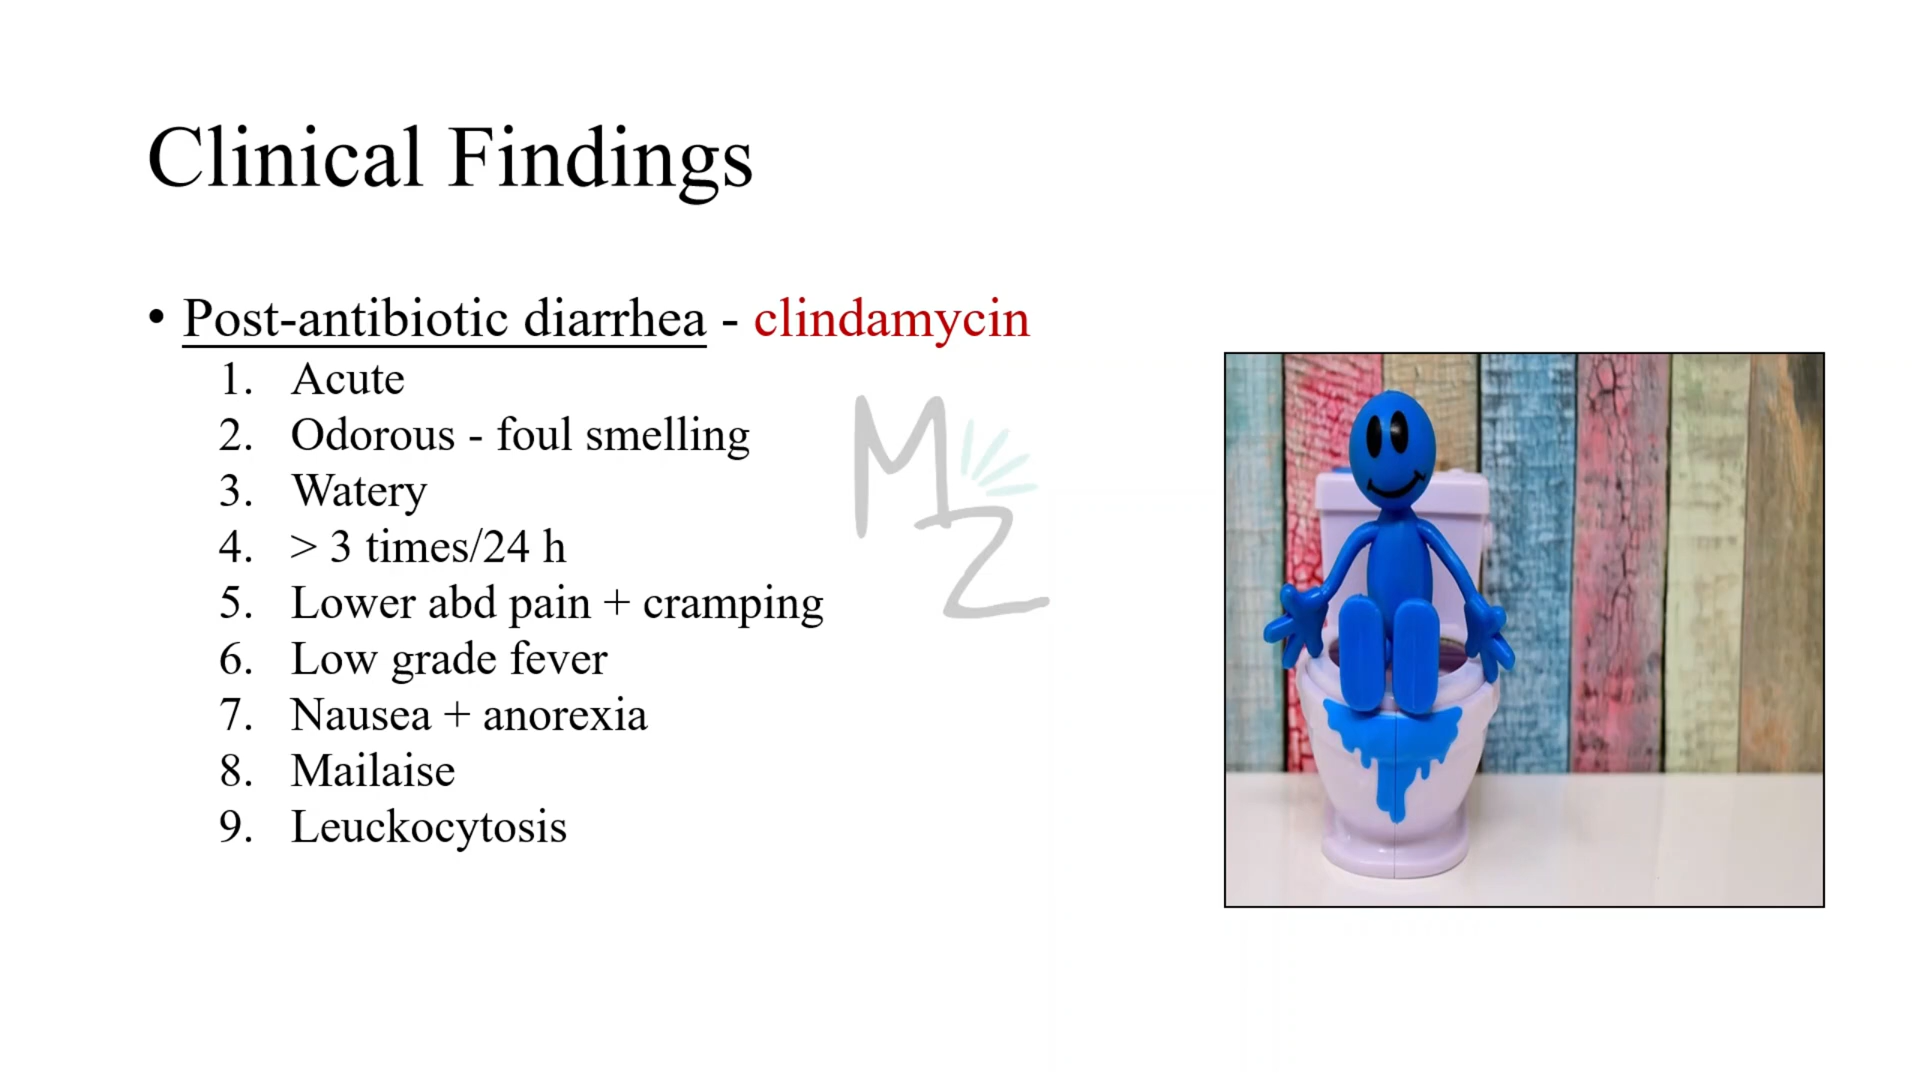 Clinical Findings
• Post-antibiotic diarrhea - clindamycin
1. Acute
2. Odorous - foul smelling
3. Watery
4. > 3 times/24 h
5. Lower abd pain + cramping
6. Low grade fever
7. Nausea + anorexia
8. Mailaise
9. Leuckocytosis
MZ